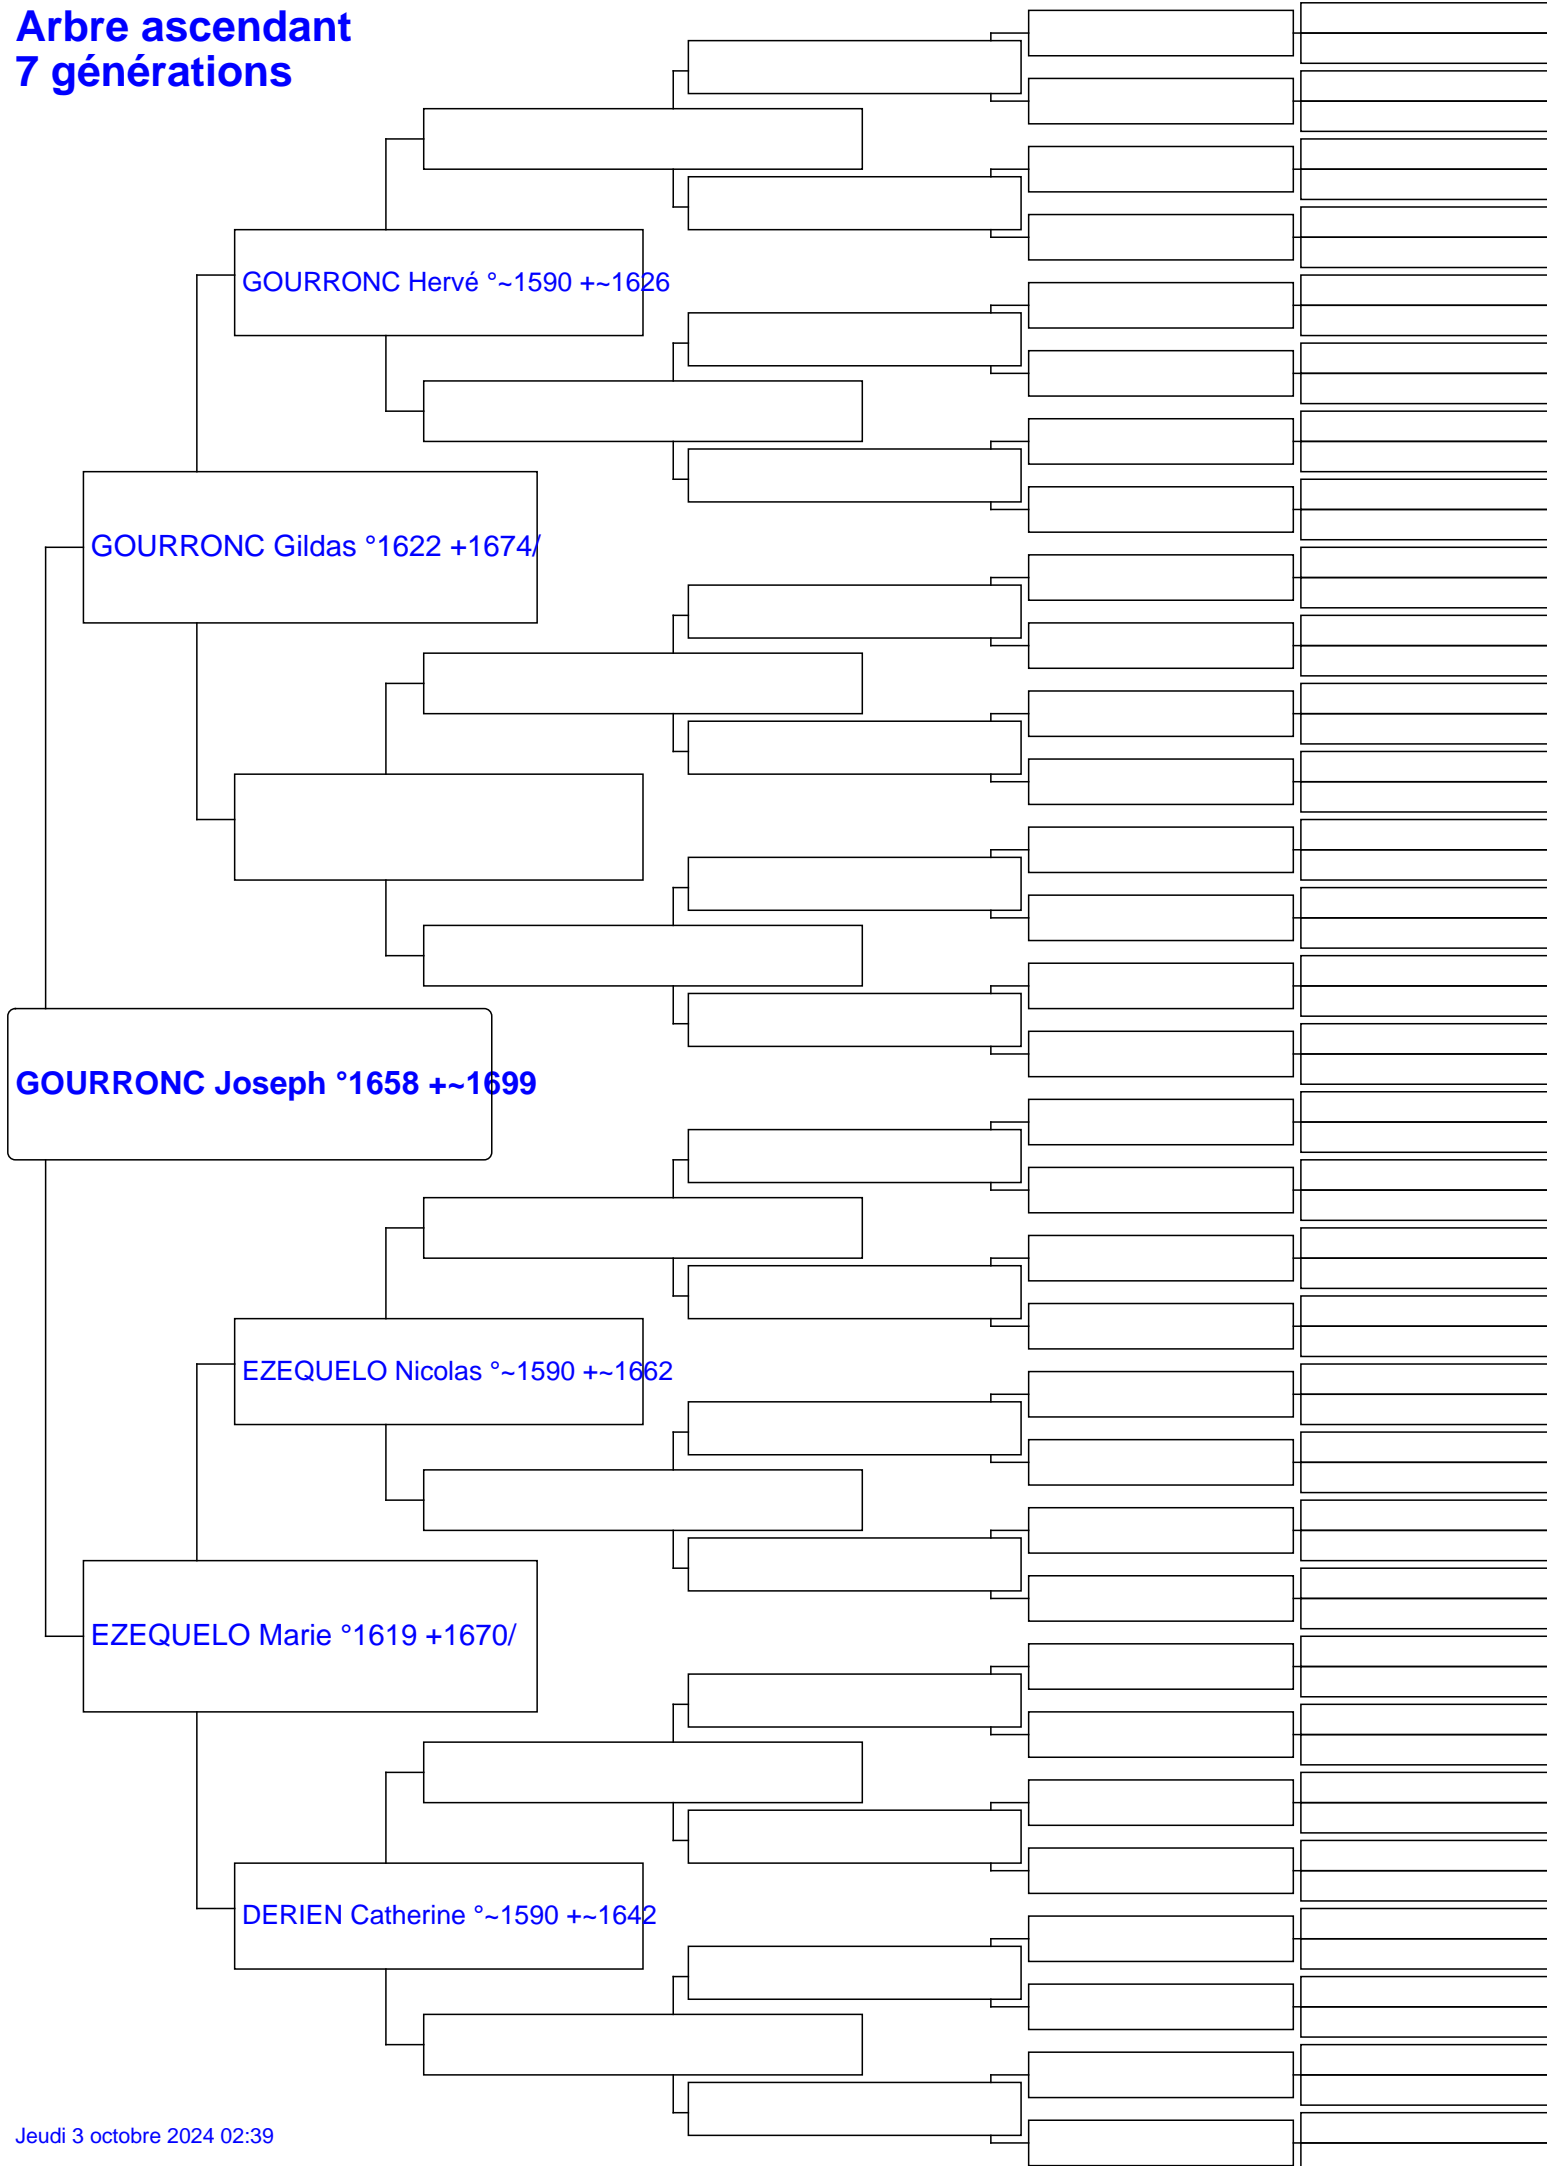 Arbre ascendant
7 générations
GOURRONC Hervé °~1590 +~1626
GOURRONC Gildas °1622 +1674/
GOURRONC Joseph °1658 +~1699
EZEQUELO Nicolas °~1590 +~1662
EZEQUELO Marie °1619 +1670/
DERIEN Catherine °~1590 +~1642
Jeudi 3 octobre 2024 02:39